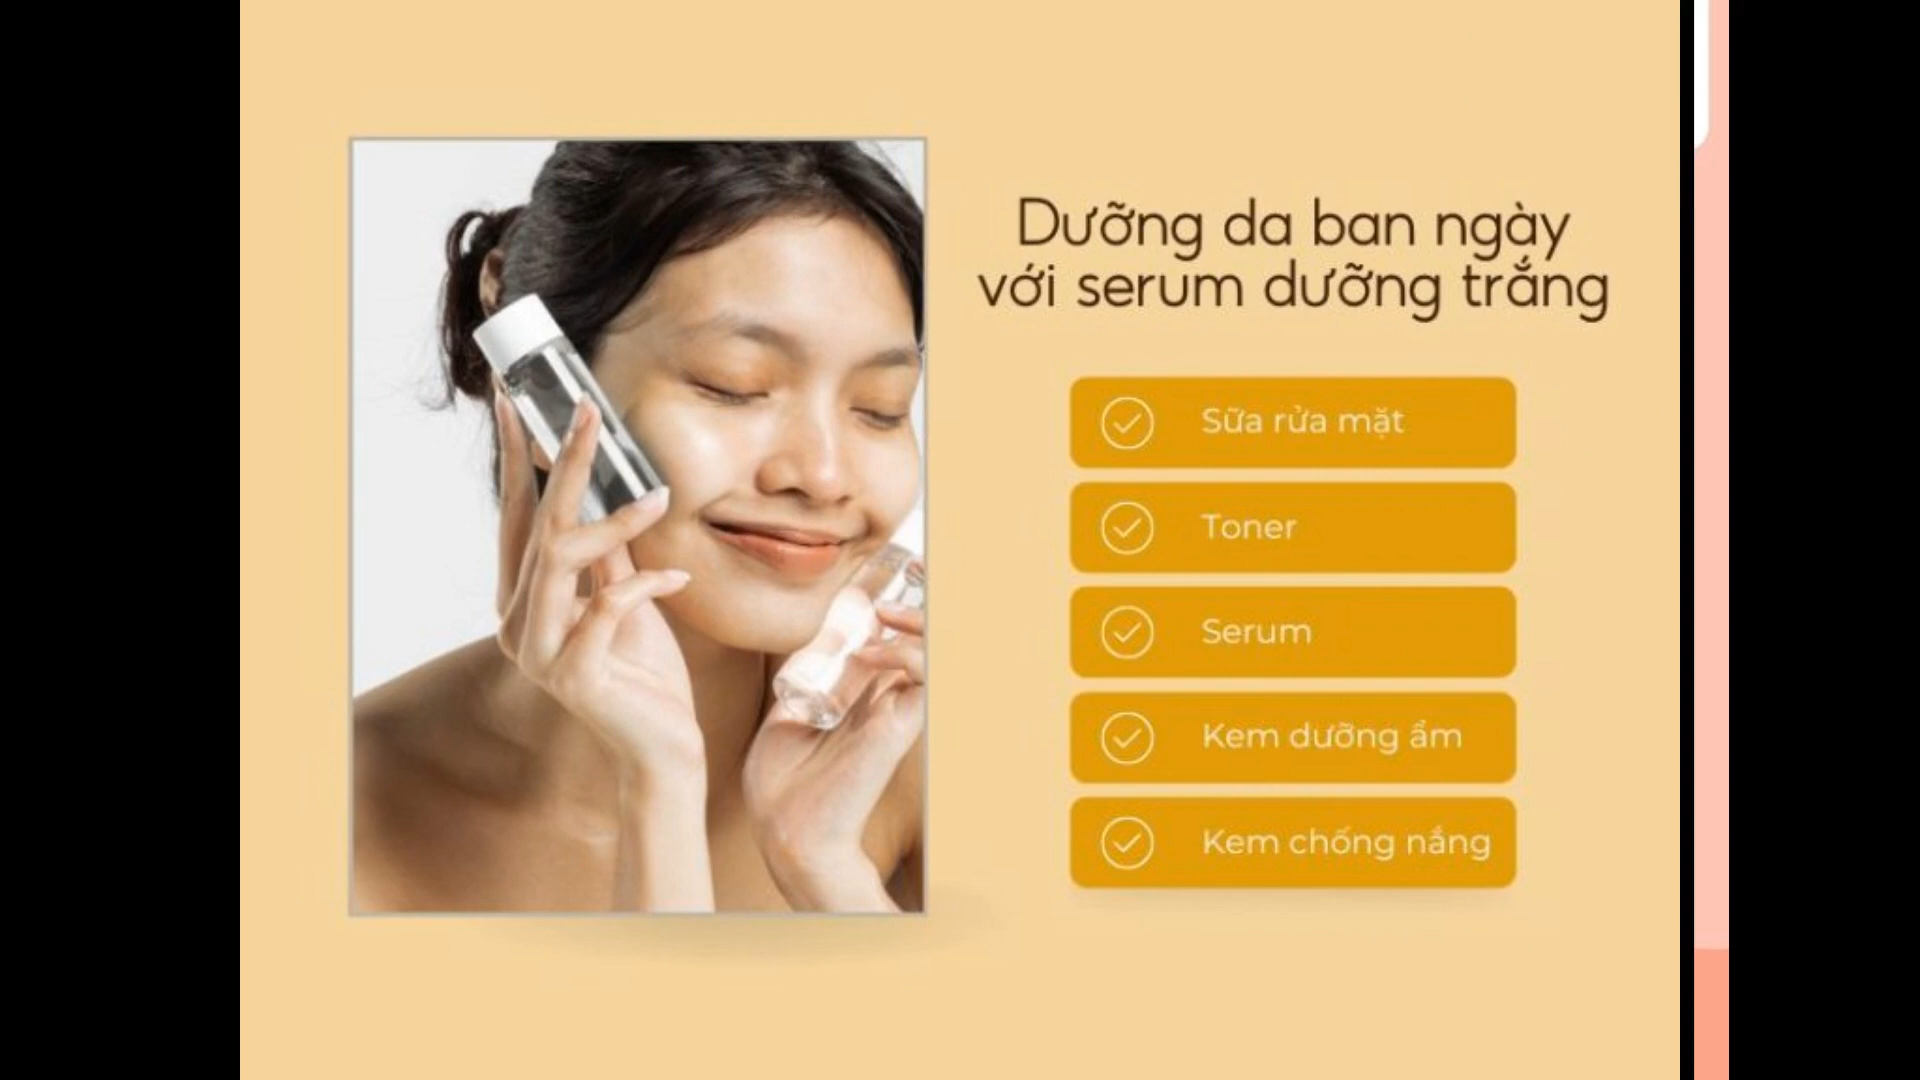 Dưỡng da ban ngày
với serum dưỡng trắng
Sữa rửa mặt
Toner
Serum
Kem dưỡng ẩm
Kem chống nắng